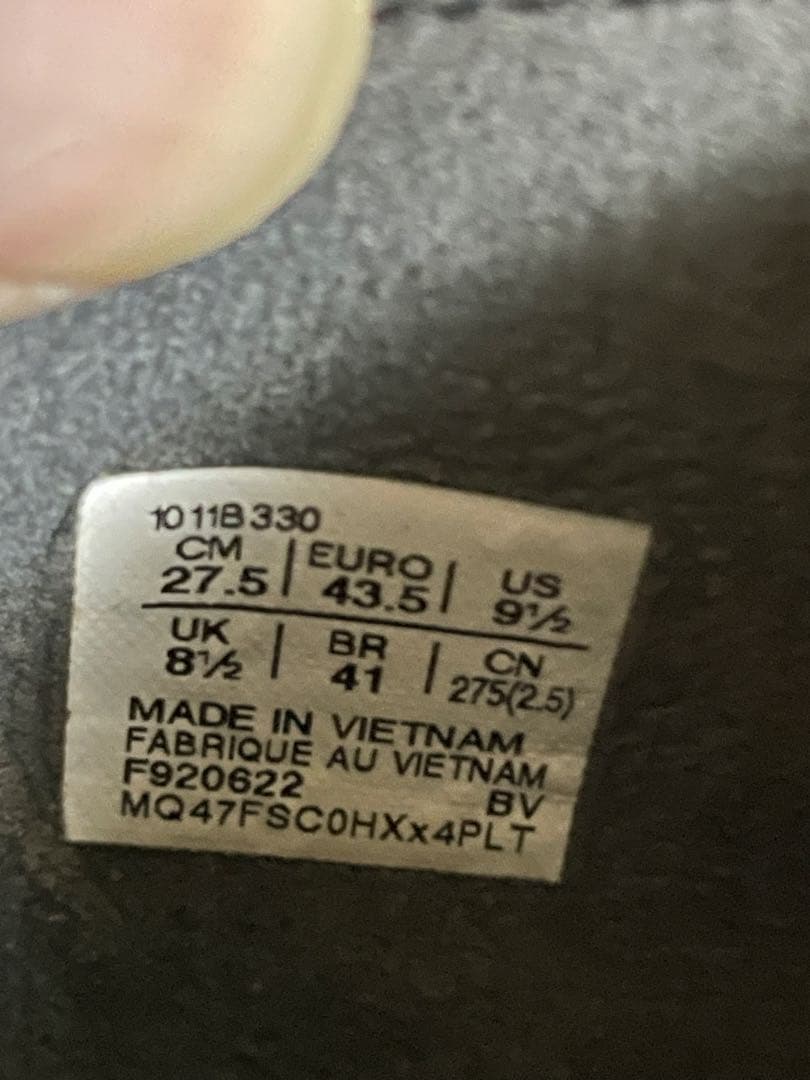 1011B330
CM | EURO | US
27.5 | 43.5 | 9½
UK | BR | CN
8½ | 41 | 275(2.5)
MADE IN VIETNAM
FABRIQUE AU VIETNAM
F920622 BV
MQ47FSC0HXx4PLT